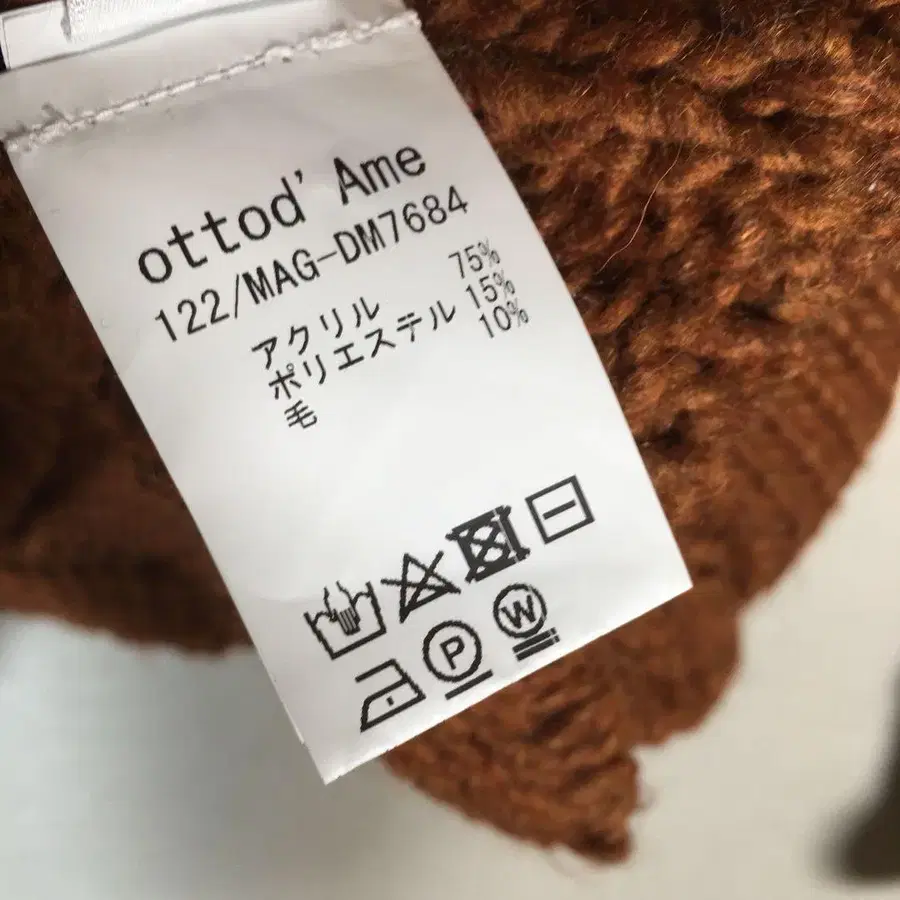 ottod' Ame
122/MAG-DM7684
アクリル 75%
ポリエステル 15%
毛 10%
P W